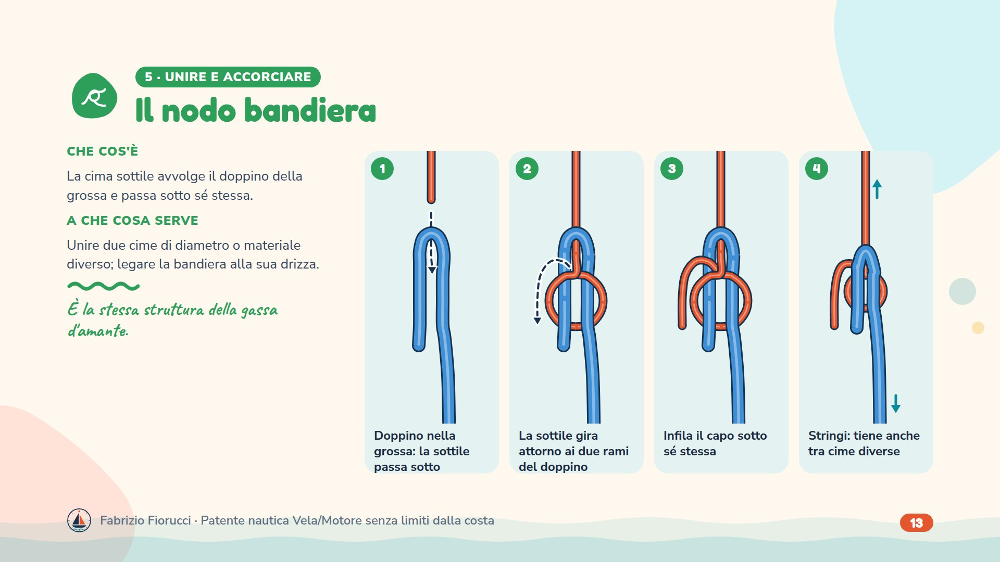 5 · UNIRE E ACCORCIARE
Il nodo bandiera
CHE COS'È
La cima sottile avvolge il doppino della
grossa e passa sotto sé stessa.
A CHE COSA SERVE
Unire due cime di diametro o materiale
diverso; legare la bandiera alla sua drizza.
È la stessa struttura della gassa
d'amante.
1
Doppino nella
grossa: la sottile
passa sotto
2
La sottile gira
attorno ai due rami
del doppino
3
Infila il capo sotto
sé stessa
4
Stringi: tiene anche
tra cime diverse
Fabrizio Fiorucci · Patente nautica Vela/Motore senza limiti dalla costa
13